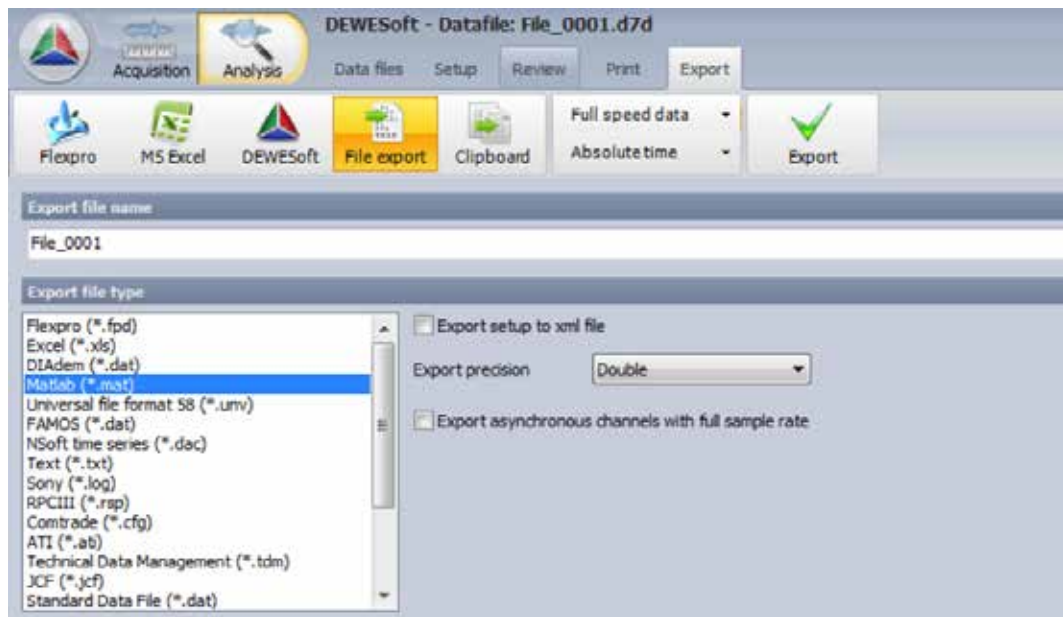 DEWESoft - Datafile: File_0001.d7d
Acquisition
Analysis
Data files
Setup
Review
Print
Export
Flexpro
MS Excel
DEWESoft
File export
Clipboard
Full speed data
Absolute time
Export
Export file name
File_0001
Export file type
Flexpro (*.fpd)
Excel (*.xls)
DIAdem (*.dat)
Matlab (*.mat)
Universal file format 58 (*.unv)
FAMOS (*.dat)
NSoft time series (*.dac)
Text (*.txt)
Sony (*.log)
RPCIII (*.rsp)
Comtrade (*.cfg)
ATI (*.ati)
Technical Data Management (*.tdm)
JCF (*.jcf)
Standard Data File (*.dat)
Export setup to xml file
Export precision
Double
Export asynchronous channels with full sample rate